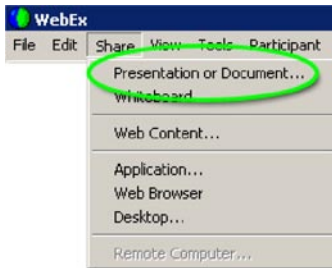 WebEx
File Edit Share View Tools Participant
Presentation or Document...
Whiteboard
Web Content...
Application...
Web Browser
Desktop...
Remote Computer...